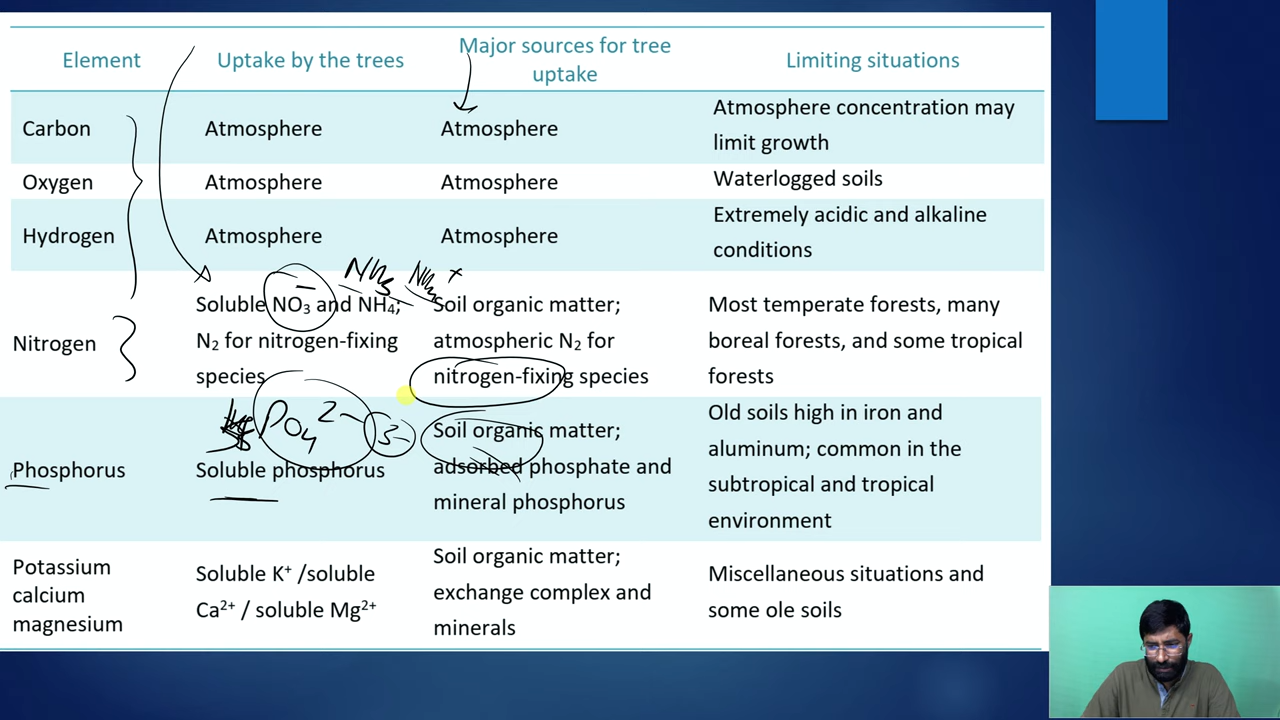 Element Uptake by the trees Major sources for tree
uptake Limiting situations
Carbon Atmosphere Atmosphere Atmosphere concentration may
limit growth
Oxygen Atmosphere Atmosphere Waterlogged soils
Hydrogen Atmosphere Atmosphere Extremely acidic and alkaline
conditions
NH₃
Nitrogen
Soluble NO₃⁻ and NH₄;
N₂ for nitrogen-fixing
species
Soil organic matter;
atmospheric N₂ for
nitrogen-fixing species
Most temperate forests, many
boreal forests, and some tropical
forests
PO₄ 2- 3-
Phosphorus
Soluble phosphorus
Soil organic matter;
adsorbed phosphate and
mineral phosphorus
Old soils high in iron and
aluminum; common in the
subtropical and tropical
environment
Potassium
calcium
magnesium
Soluble K⁺ /soluble
Ca²⁺ / soluble Mg²⁺
Soil organic matter;
exchange complex and
minerals
Miscellaneous situations and
some ole soils